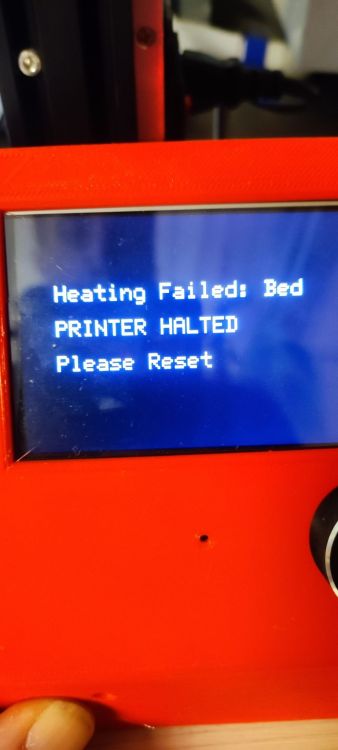 Heating Failed: Bed
PRINTER HALTED
Please Reset